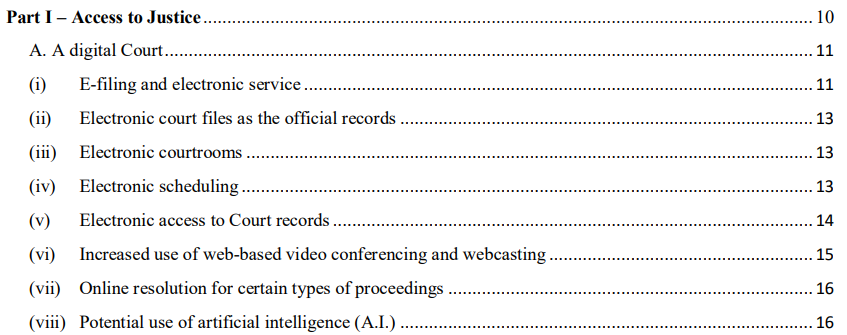 Part I – Access to Justice.......... 10
A. A digital Court.......... 11
(i) E-filing and electronic service.......... 11
(ii) Electronic court files as the official records.......... 13
(iii) Electronic courtrooms.......... 13
(iv) Electronic scheduling.......... 13
(v) Electronic access to Court records.......... 14
(vi) Increased use of web-based video conferencing and webcasting.......... 15
(vii) Online resolution for certain types of proceedings.......... 16
(viii) Potential use of artificial intelligence (A.I.).......... 16